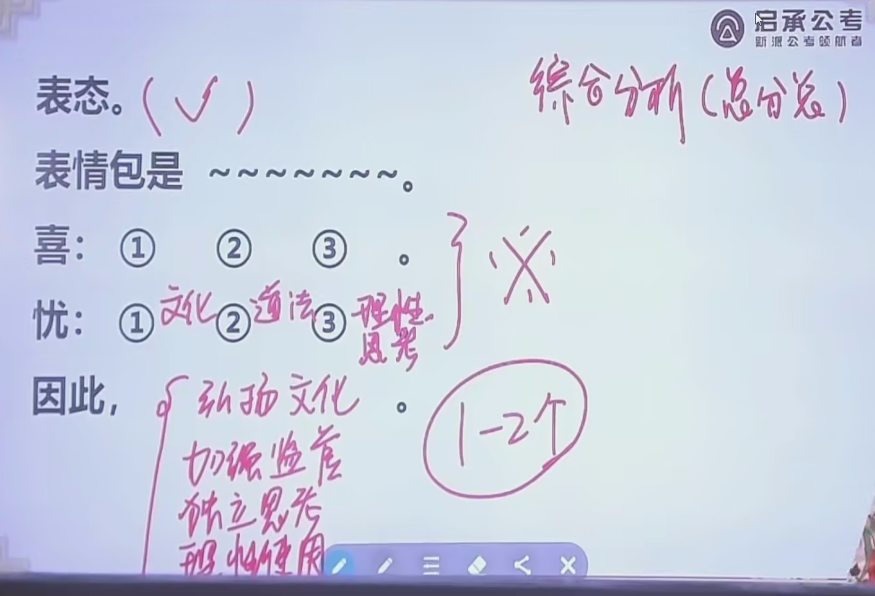 启承公考
新派公考领航者
综合分析（总分总）
表态。（✓）
表情包是 ~~~~~~~。
喜：① ② ③ 。
忧：①文化②道法③理性思考
因此，弘扬文化 。
加强监管
独立思考
理性使用
1-2个